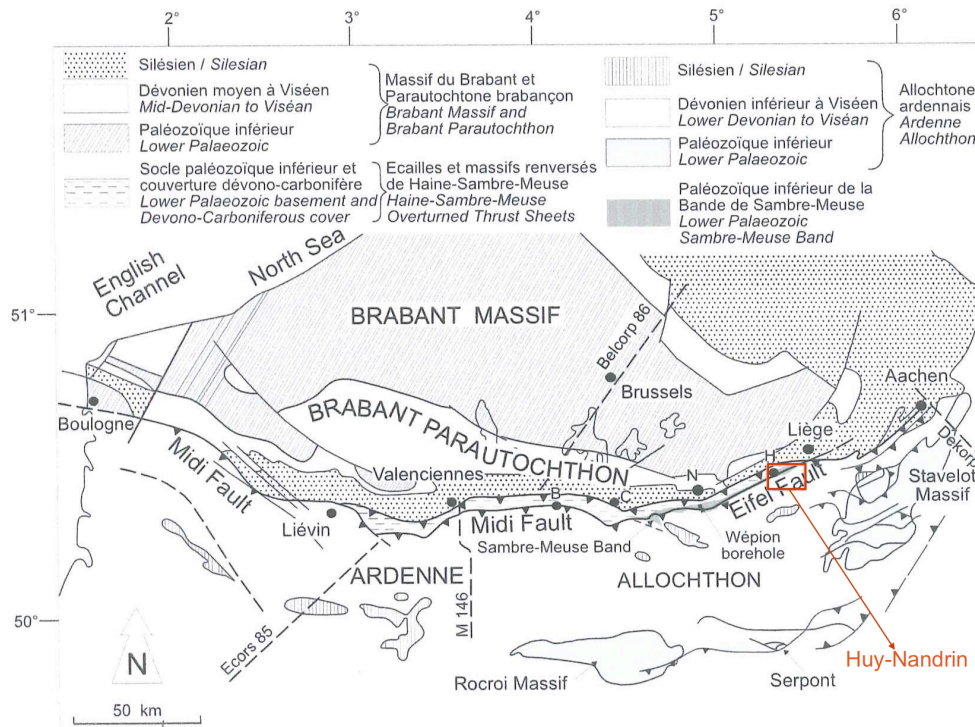 2°
3°
4°
5°
6°
Silésien / Silesian
Dévonien moyen à Viséen
Mid-Devonian to Viséan
Paléozoïque inférieur
Lower Palaeozoic
Massif du Brabant et
Parautochtone brabançon
Brabant Massif and
Brabant Parautochthon
Socle paléozoïque inférieur et
couverture dévono-carbonifère
Lower Palaeozoic basement and
Devono-Carboniferous cover
Ecailles et massifs renversés
de Haine-Sambre-Meuse
Haine-Sambre-Meuse
Overturned Thrust Sheets
Silésien / Silesian
Dévonien inférieur à Viséen
Lower Devonian to Viséan
Paléozoïque inférieur
Lower Palaeozoic
Allochtone
ardennais
Ardenne
Allochthon
Paléozoïque inférieur de la
Bande de Sambre-Meuse
Lower Palaeozoic
Sambre-Meuse Band
English
Channel
North Sea
51°
BRABANT MASSIF
Belcorp 86
Brussels
Aachen
Boulogne
BRABANT PARAUTOCHTHON
Liège
H
Midi Fault
Valenciennes
N
Eifel Fault
Stavelot
Massif
Liévin
B
C
Midi Fault
Sambre-Meuse Band
Wépion
borehole
ARDENNE
ALLOCHTHON
50°
M 146
Ecors 85
N
Rocroi Massif
Serpont
Huy-Nandrin
50 km